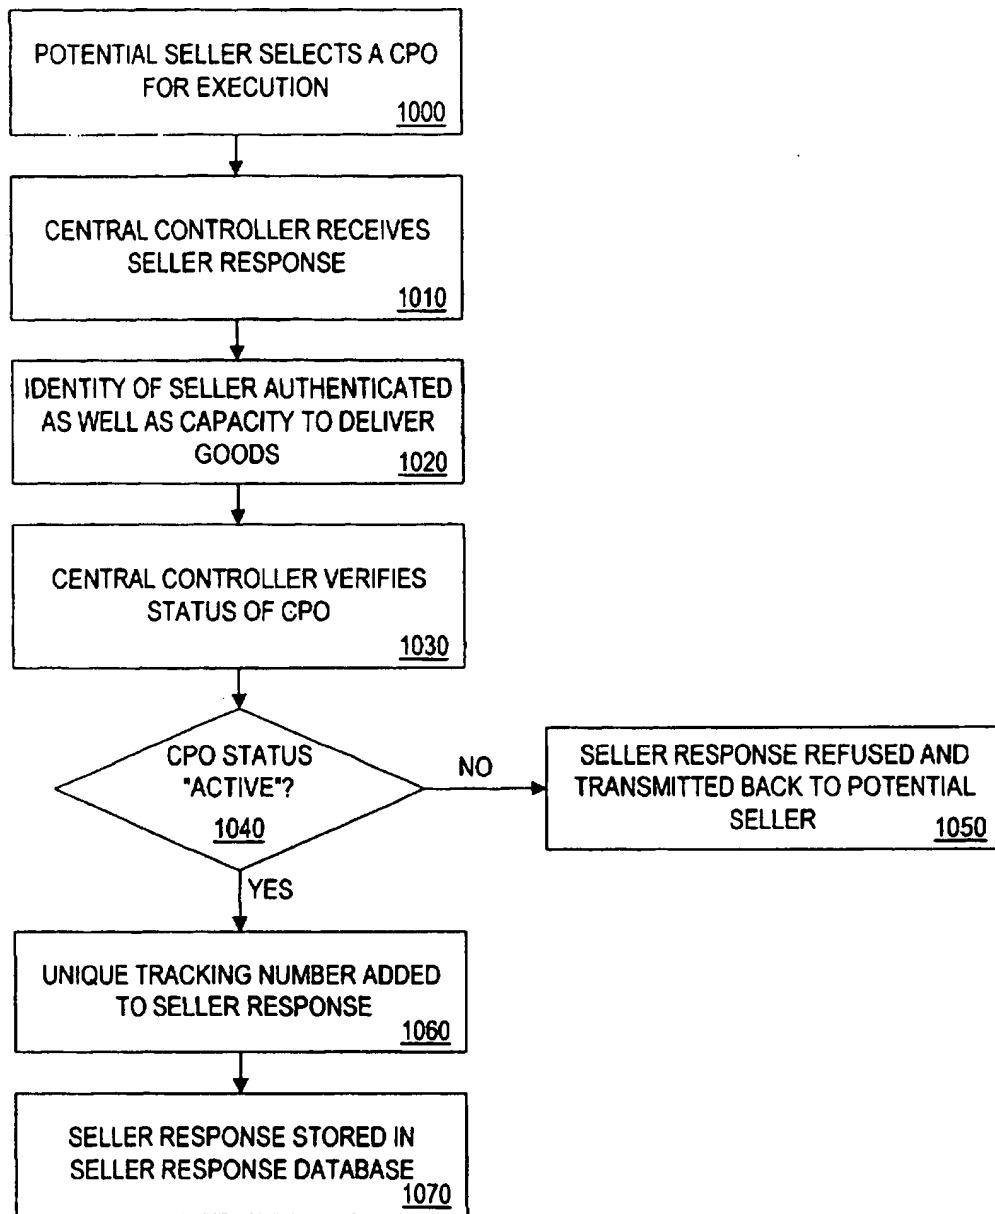 POTENTIAL SELLER SELECTS A CPO
FOR EXECUTION
1000
CENTRAL CONTROLLER RECEIVES
SELLER RESPONSE
1010
IDENTITY OF SELLER AUTHENTICATED
AS WELL AS CAPACITY TO DELIVER
GOODS
1020
CENTRAL CONTROLLER VERIFIES
STATUS OF CPO
1030
CPO STATUS
"ACTIVE"?
1040
NO
SELLER RESPONSE REFUSED AND
TRANSMITTED BACK TO POTENTIAL
SELLER
1050
YES
UNIQUE TRACKING NUMBER ADDED
TO SELLER RESPONSE
1060
SELLER RESPONSE STORED IN
SELLER RESPONSE DATABASE
1070